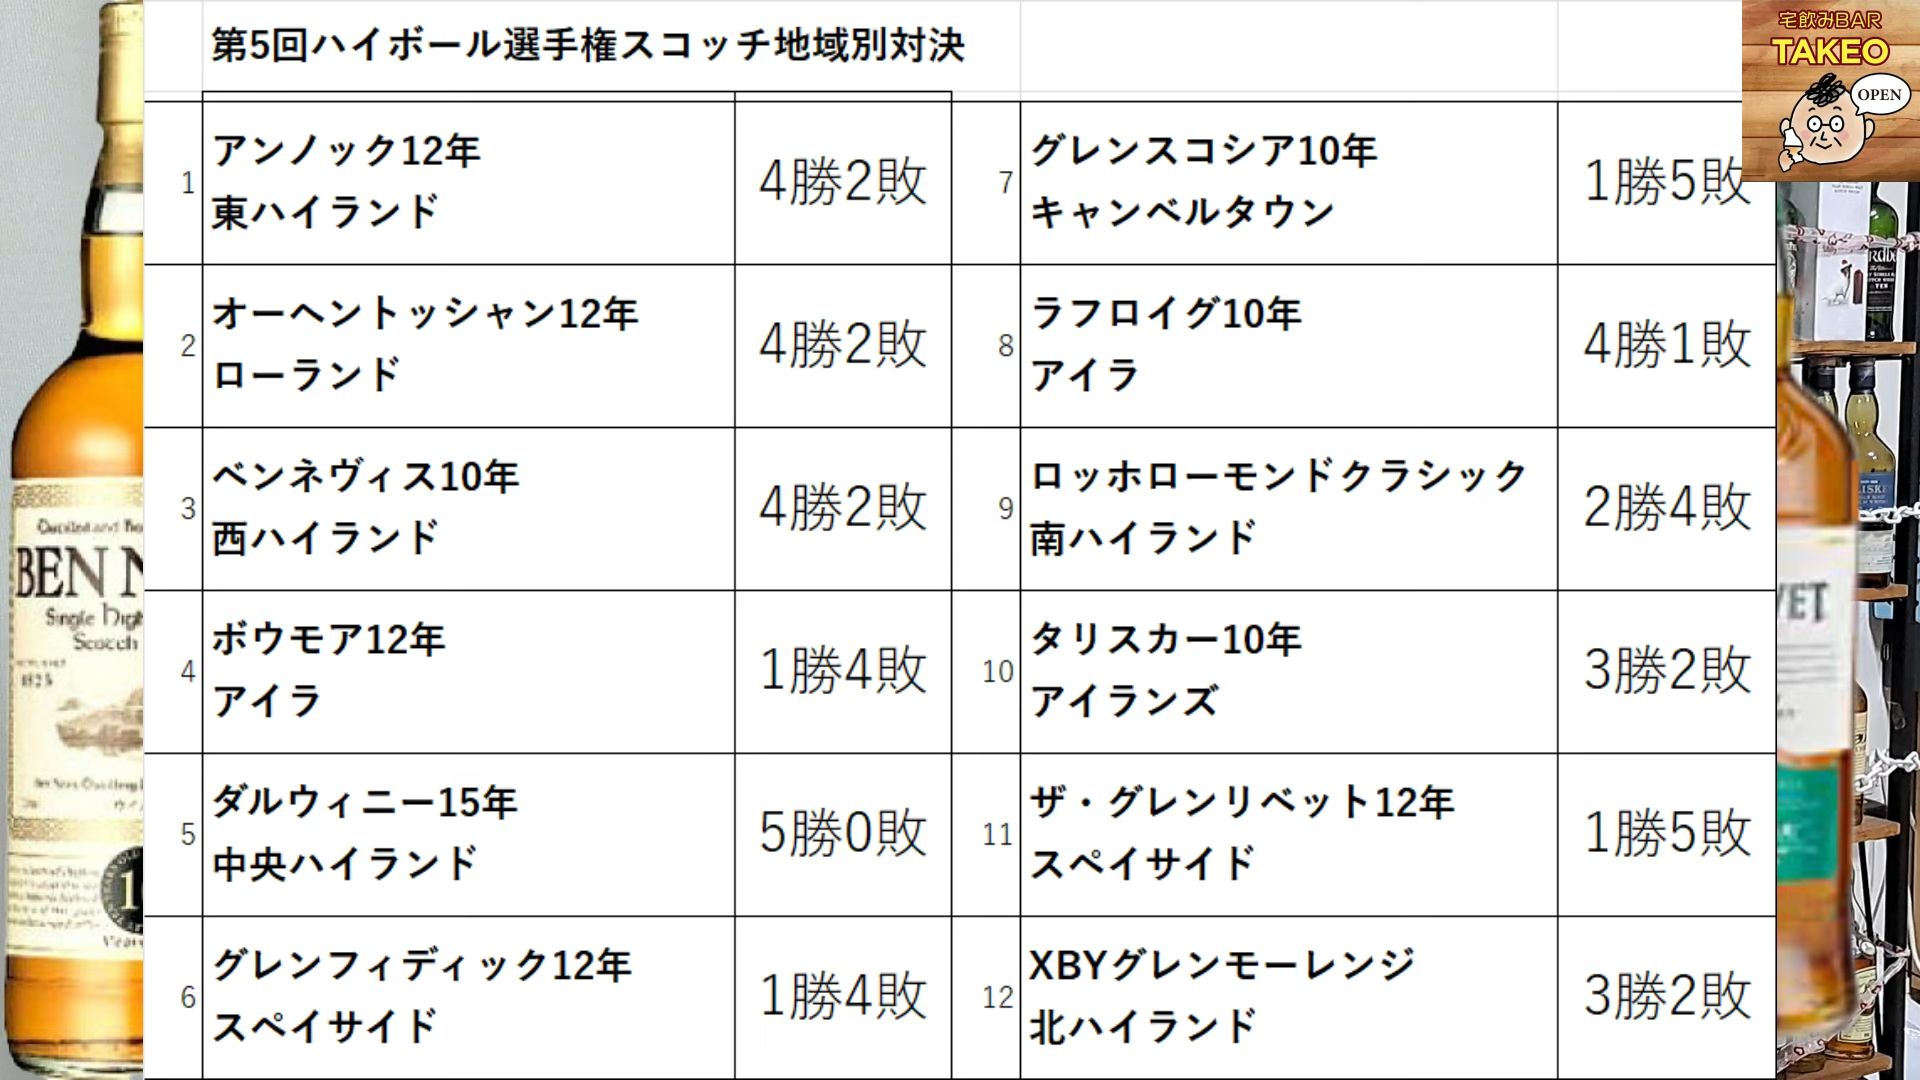 第5回ハイボール選手権スコッチ地域別対決
1
アンノック12年
東ハイランド
4勝2敗
2
オーヘントッシャン12年
ローランド
4勝2敗
3
ベンネヴィス10年
西ハイランド
4勝2敗
4
ボウモア12年
アイラ
1勝4敗
5
ダルウィニー15年
中央ハイランド
5勝0敗
6
グレンフィディック12年
スペイサイド
1勝4敗
7
グレンスコシア10年
キャンベルタウン
1勝5敗
8
ラフロイグ10年
アイラ
4勝1敗
9
ロッホローモンドクラシック
南ハイランド
2勝4敗
10
タリスカー10年
アイランズ
3勝2敗
11
ザ・グレンリベット12年
スペイサイド
1勝5敗
12
XBYグレンモーレンジ
北ハイランド
3勝2敗
宅飲みBAR
TAKEO
OPEN
BEN N
Scotch
VET
TEN